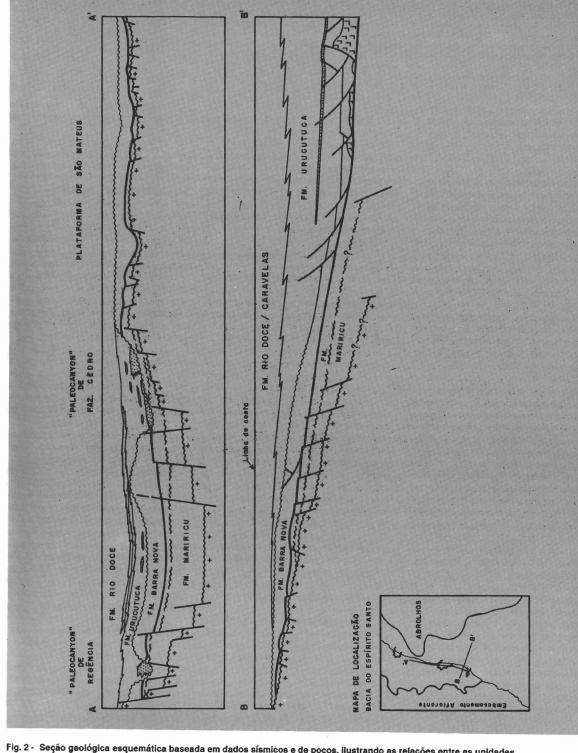 A
A'
"PALEOCANYON"
DE
REGÊNCIA
"PALEOCANYON"
DE
FAZ. CEDRO
PLATAFORMA DE SÃO MATEUS
FM. RIO DOCE
FM. URUCUTUCA
FM. BARRA NOVA
FM. MARIRICU
B
B'
Linha de costa
FM. RIO DOCE / CARAVELAS
FM. URUCUTUCA
FM. BARRA NOVA
FM. MARIRICU
? ?
? ?
MAPA DE LOCALIZAÇÃO
BACIA DO ESPÍRITO SANTO
ABROLHOS
A'
B
B'
Embasamento Aflorante
Fig. 2 - Seção geológica esquemática baseada em dados sísmicos e de poços, ilustrando as relações entre as unidades